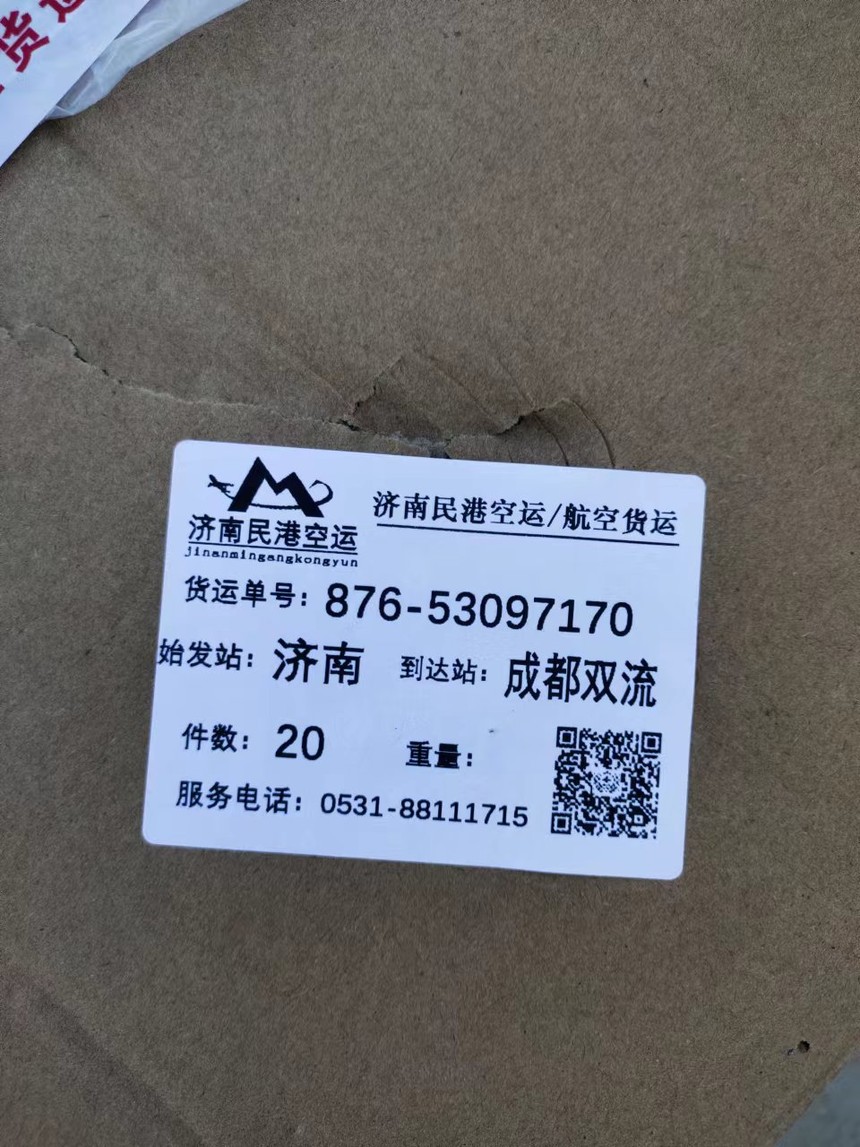 货运
济南民港空运
jinanmingangkongyun
济南民港空运/航空货运
货运单号：876-53097170
始发站：济南 到达站：成都双流
件数：20 重量：
服务电话：0531-88111715